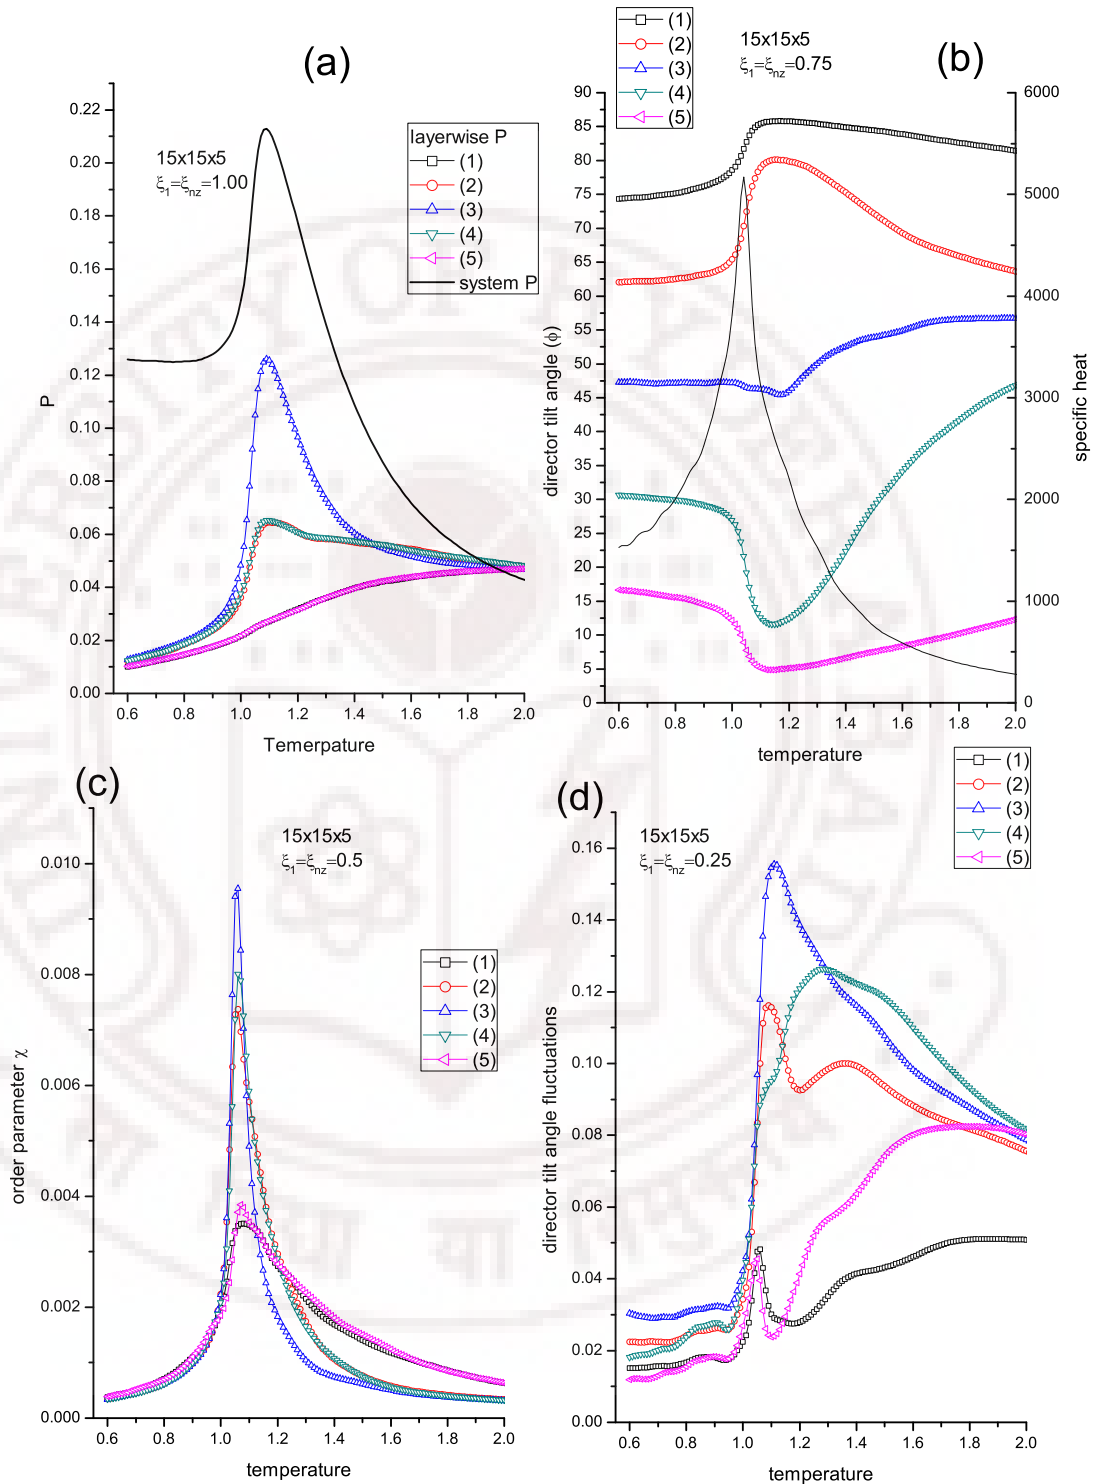 (a)
15x15x5
ξ1=ξnz=1.00
layerwise P
(1)
(2)
(3)
(4)
(5)
system P
P
0.22
0.20
0.18
0.16
0.14
0.12
0.10
0.08
0.06
0.04
0.02
0.00
0.6 0.8 1.0 1.2 1.4 1.6 1.8 2.0
Temerpature
(b)
(1)
(2)
(3)
(4)
(5)
15x15x5
ξ1=ξnz=0.75
director tilt angle (ϕ)
90
85
80
75
70
65
60
55
50
45
40
35
30
25
20
15
10
5
0
6000
5000
4000
3000
2000
1000
0
specific heat
0.6 0.8 1.0 1.2 1.4 1.6 1.8 2.0
temperature
(c)
15x15x5
ξ1=ξnz=0.5
(1)
(2)
(3)
(4)
(5)
order parameter χ
0.010
0.008
0.006
0.004
0.002
0.000
0.6 0.8 1.0 1.2 1.4 1.6 1.8 2.0
temperature
(d)
15x15x5
ξ1=ξnz=0.25
(1)
(2)
(3)
(4)
(5)
director tilt angle fluctuations
0.16
0.14
0.12
0.10
0.08
0.06
0.04
0.02
0.00
0.6 0.8 1.0 1.2 1.4 1.6 1.8 2.0
temperature